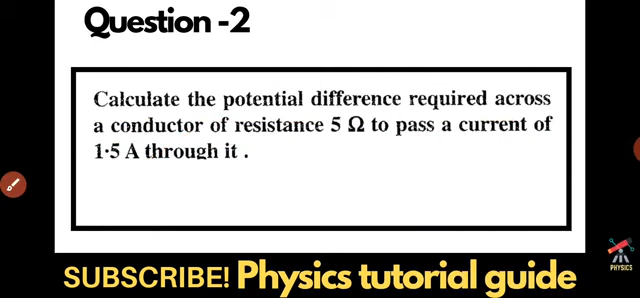 Question -2
Calculate the potential difference required across
a conductor of resistance 5 Ω to pass a current of
1·5 A through it .
PHYSICS
SUBSCRIBE! Physics tutorial guide